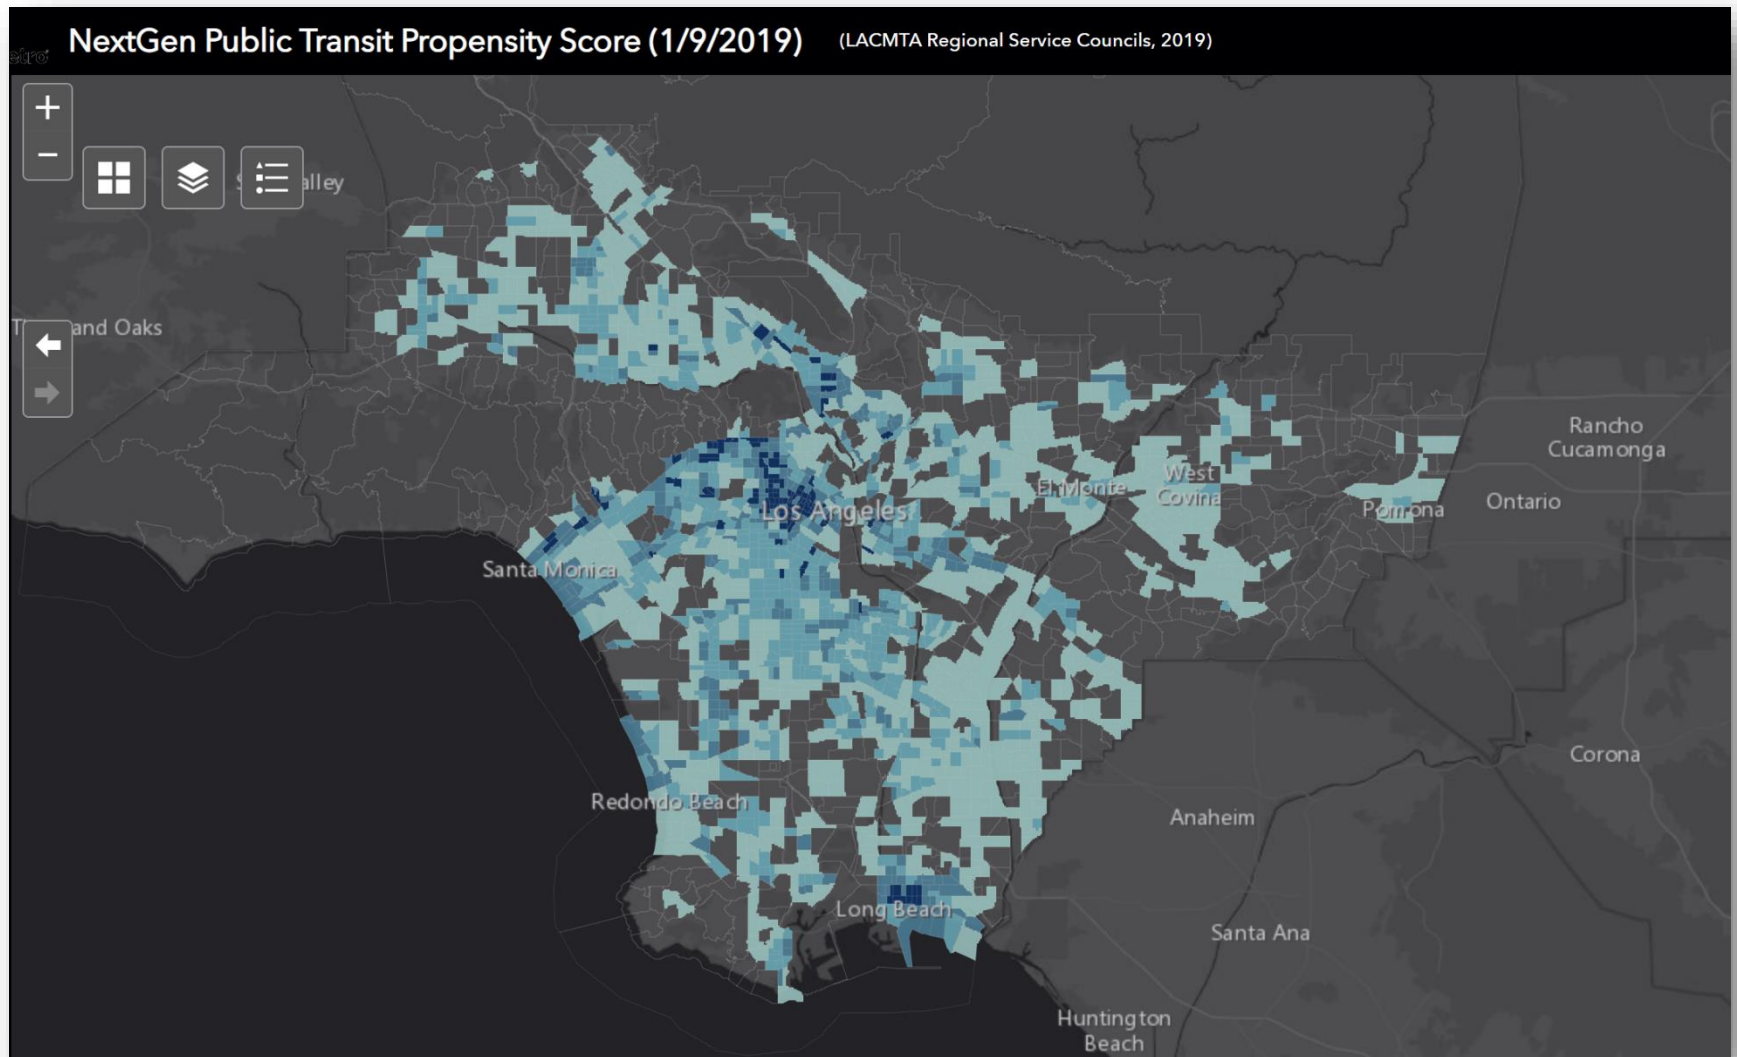 NextGen Public Transit Propensity Score (1/9/2019)
(LACMTA Regional Service Councils, 2019)
etro
+
−
alley
and Oaks
Rancho
Cucamonga
West
Covina
El Monte
Pomona
Ontario
Los Angeles
Santa Monica
Corona
Redondo Beach
Anaheim
Long Beach
Santa Ana
Huntington
Beach